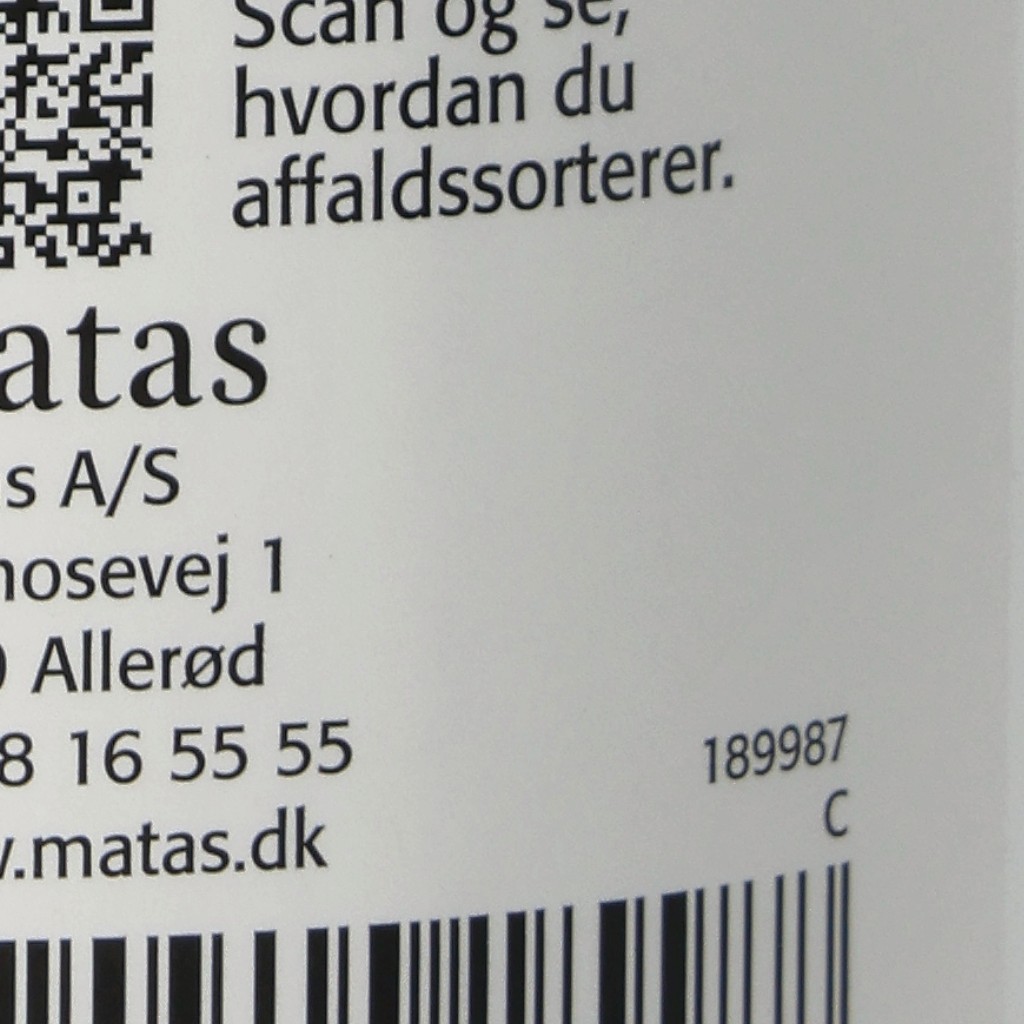 Scan og se,
hvordan du
affaldssorterer.
atas
s A/S
nosevej 1
Allerød
8 16 55 55
189987
C
.matas.dk